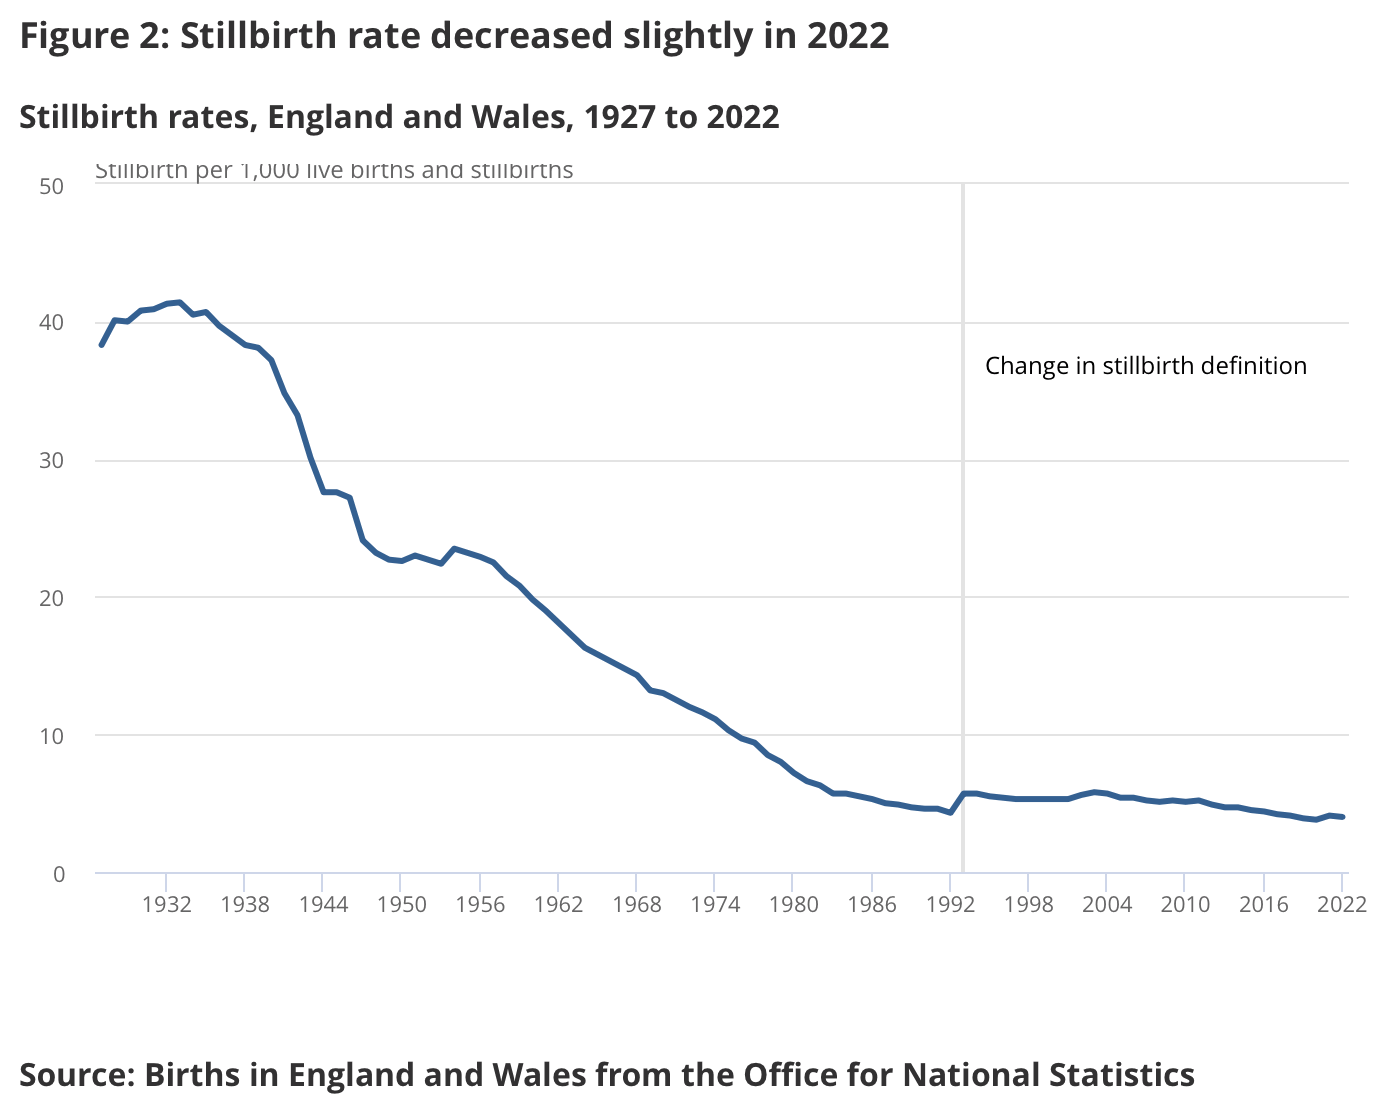 Figure 2: Stillbirth rate decreased slightly in 2022
Stillbirth rates, England and Wales, 1927 to 2022
Stillbirth per 1,000 live births and stillbirths
50
40
Change in stillbirth definition
30
20
10
0
1932 1938 1944 1950 1956 1962 1968 1974 1980 1986 1992 1998 2004 2010 2016 2022
Source: Births in England and Wales from the Office for National Statistics